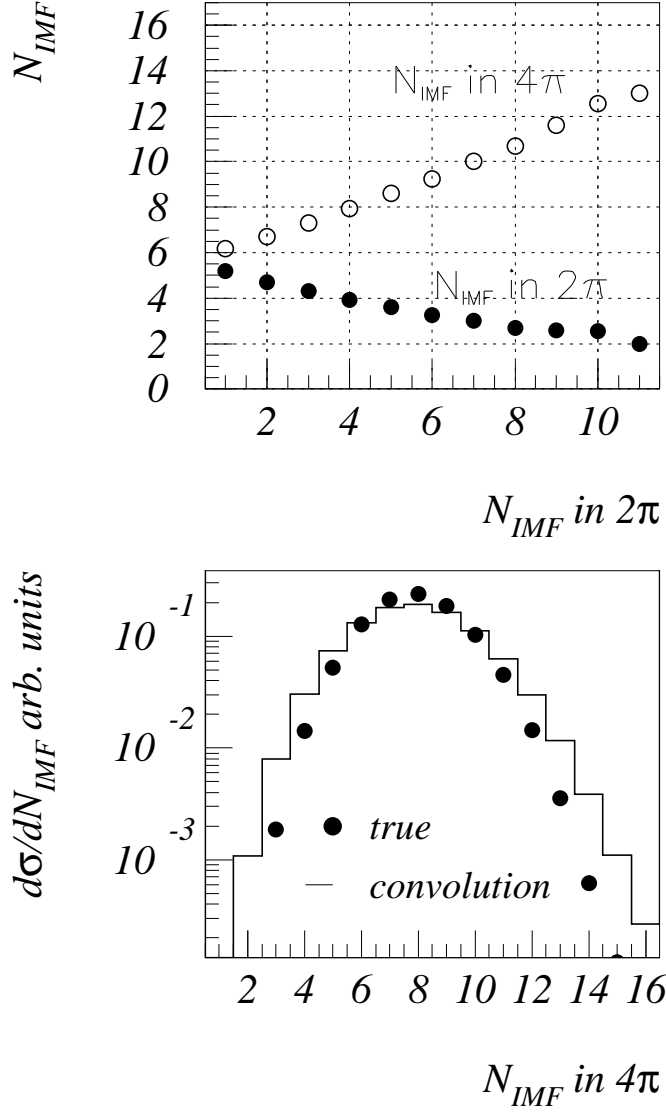 N_IMF
16
14
12
10
8
6
4
2
0
N_IMF in 4π
N_IMF in 2π
2 4 6 8 10
N_IMF in 2π
dσ/dN_IMF arb. units
10^-1
10^-2
10^-3
true
convolution
2 4 6 8 10 12 14 16
N_IMF in 4π